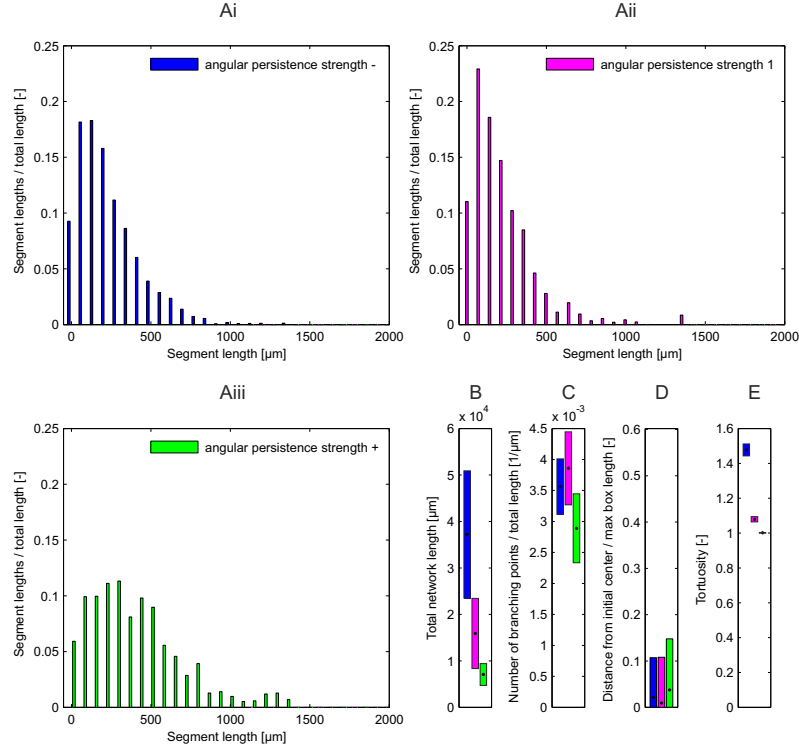 Ai
Aii
0.25
0.2
0.15
0.1
0.05
0
Segment lengths / total length [-]
angular persistence strength -
0 500 1000 1500 2000
Segment length [µm]
0.25
0.2
0.15
0.1
0.05
0
Segment lengths / total length [-]
angular persistence strength 1
0 500 1000 1500 2000
Segment length [µm]
Aiii
0.25
0.2
0.15
0.1
0.05
0
Segment lengths / total length [-]
angular persistence strength +
0 500 1000 1500 2000
Segment length [µm]
B
x 10⁴
6
5
4
3
2
1
0
Total network length [µm]
C
x 10⁻³
4.5
4
3.5
3
2.5
2
1.5
1
0.5
0
Number of branching points / total length [1/µm]
D
0.6
0.5
0.4
0.3
0.2
0.1
0
Distance from initial center / max box length [-]
E
1.6
1.4
1.2
1
0.8
0.6
0.4
0.2
0
Tortuosity [-]